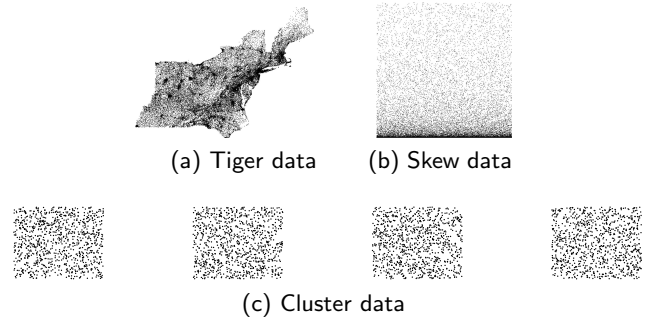 (a) Tiger data
(b) Skew data
(c) Cluster data